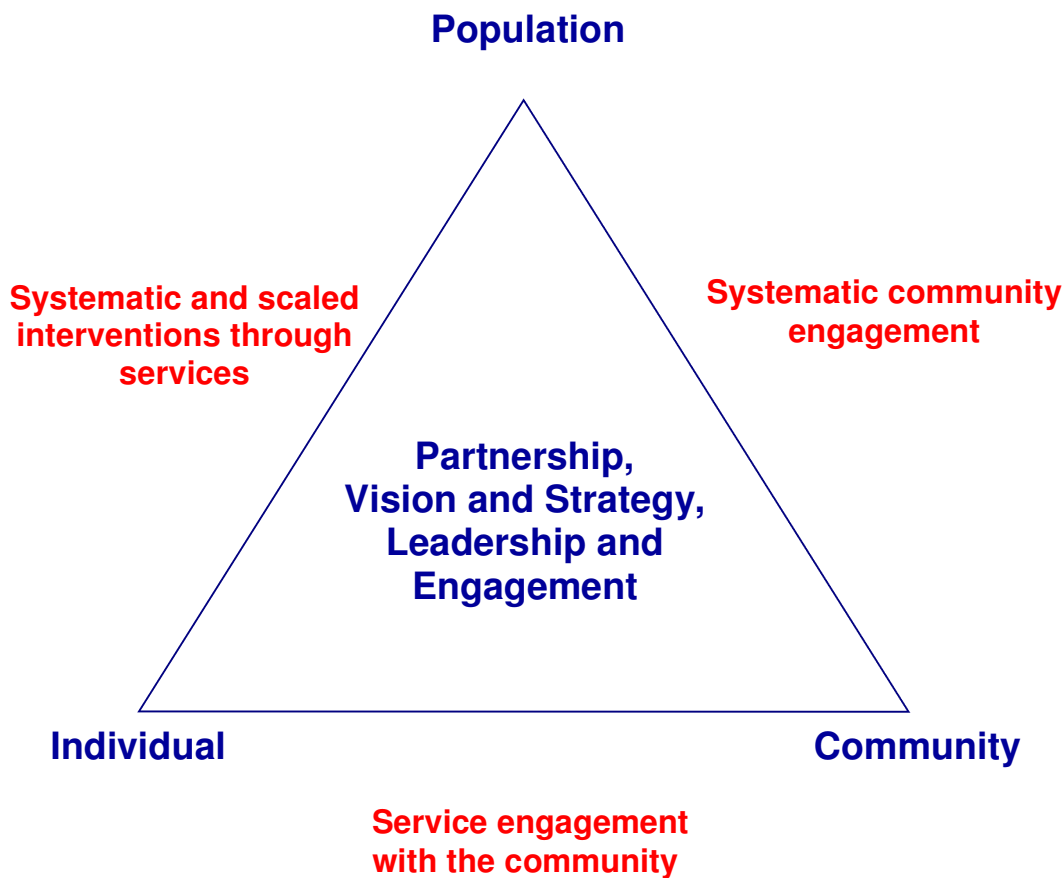 Population
Systematic and scaled
interventions through
services
Systematic community
engagement
Partnership,
Vision and Strategy,
Leadership and
Engagement
Individual
Community
Service engagement
with the community